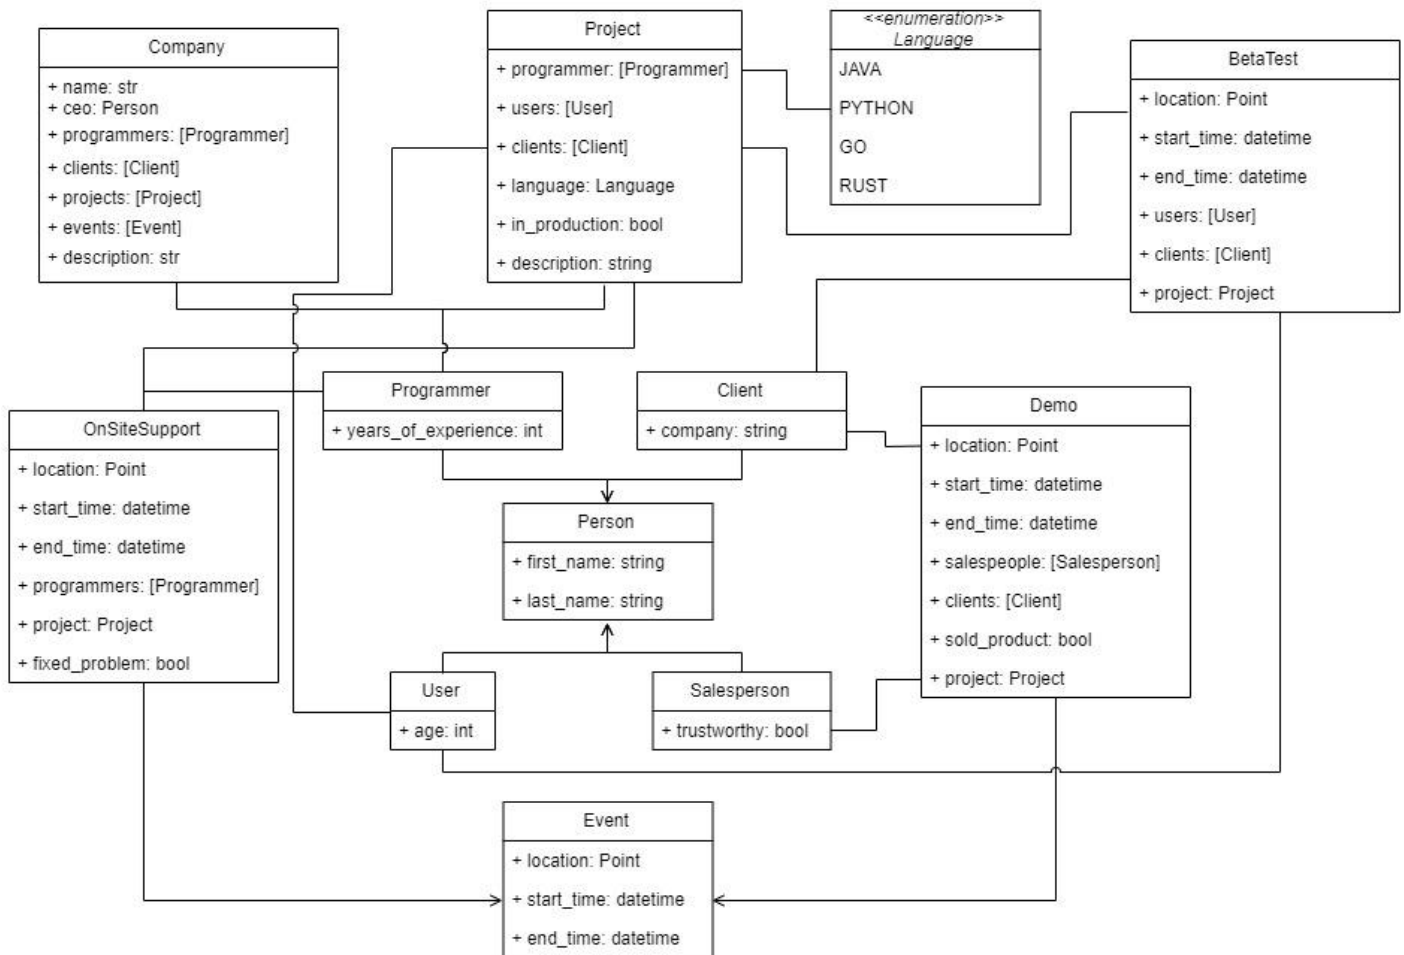 Company
+ name: str
+ ceo: Person
+ programmers: [Programmer]
+ clients: [Client]
+ projects: [Project]
+ events: [Event]
+ description: str
Project
+ programmer: [Programmer]
+ users: [User]
+ clients: [Client]
+ language: Language
+ in_production: bool
+ description: string
<<enumeration>>
Language
JAVA
PYTHON
GO
RUST
BetaTest
+ location: Point
+ start_time: datetime
+ end_time: datetime
+ users: [User]
+ clients: [Client]
+ project: Project
Programmer
+ years_of_experience: int
Client
+ company: string
OnSiteSupport
+ location: Point
+ start_time: datetime
+ end_time: datetime
+ programmers: [Programmer]
+ project: Project
+ fixed_problem: bool
Demo
+ location: Point
+ start_time: datetime
+ end_time: datetime
+ salespeople: [Salesperson]
+ clients: [Client]
+ sold_product: bool
+ project: Project
Person
+ first_name: string
+ last_name: string
User
+ age: int
Salesperson
+ trustworthy: bool
Event
+ location: Point
+ start_time: datetime
+ end_time: datetime